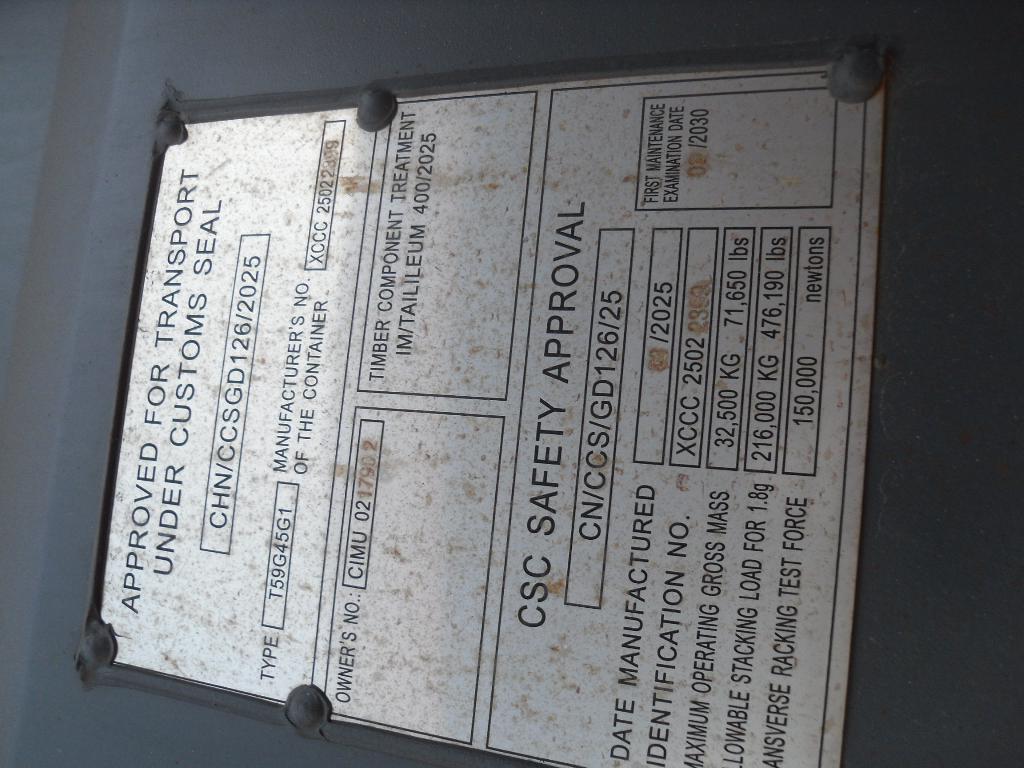 APPROVED FOR TRANSPORT
UNDER CUSTOMS SEAL
CHN/CCSGD126/2025
TYPE T59G45G1 MANUFACTURER'S NO.
OF THE CONTAINER XCCC 2502
OWNER'S NO.: CIMU 02
TIMBER COMPONENT TREATMENT
IM/TAILILEUM 400/2025
CSC SAFETY APPROVAL
CN/CCS/GD126/25
DATE MANUFACTURED /2025
IDENTIFICATION NO. XCCC 2502
MAXIMUM OPERATING GROSS MASS 32,500 KG 71,650 lbs
LOWABLE STACKING LOAD FOR 1.8g 216,000 KG 476,190 lbs
ANSVERSE RACKING TEST FORCE 150,000 newtons
FIRST MAINTENANCE
EXAMINATION DATE
/2030